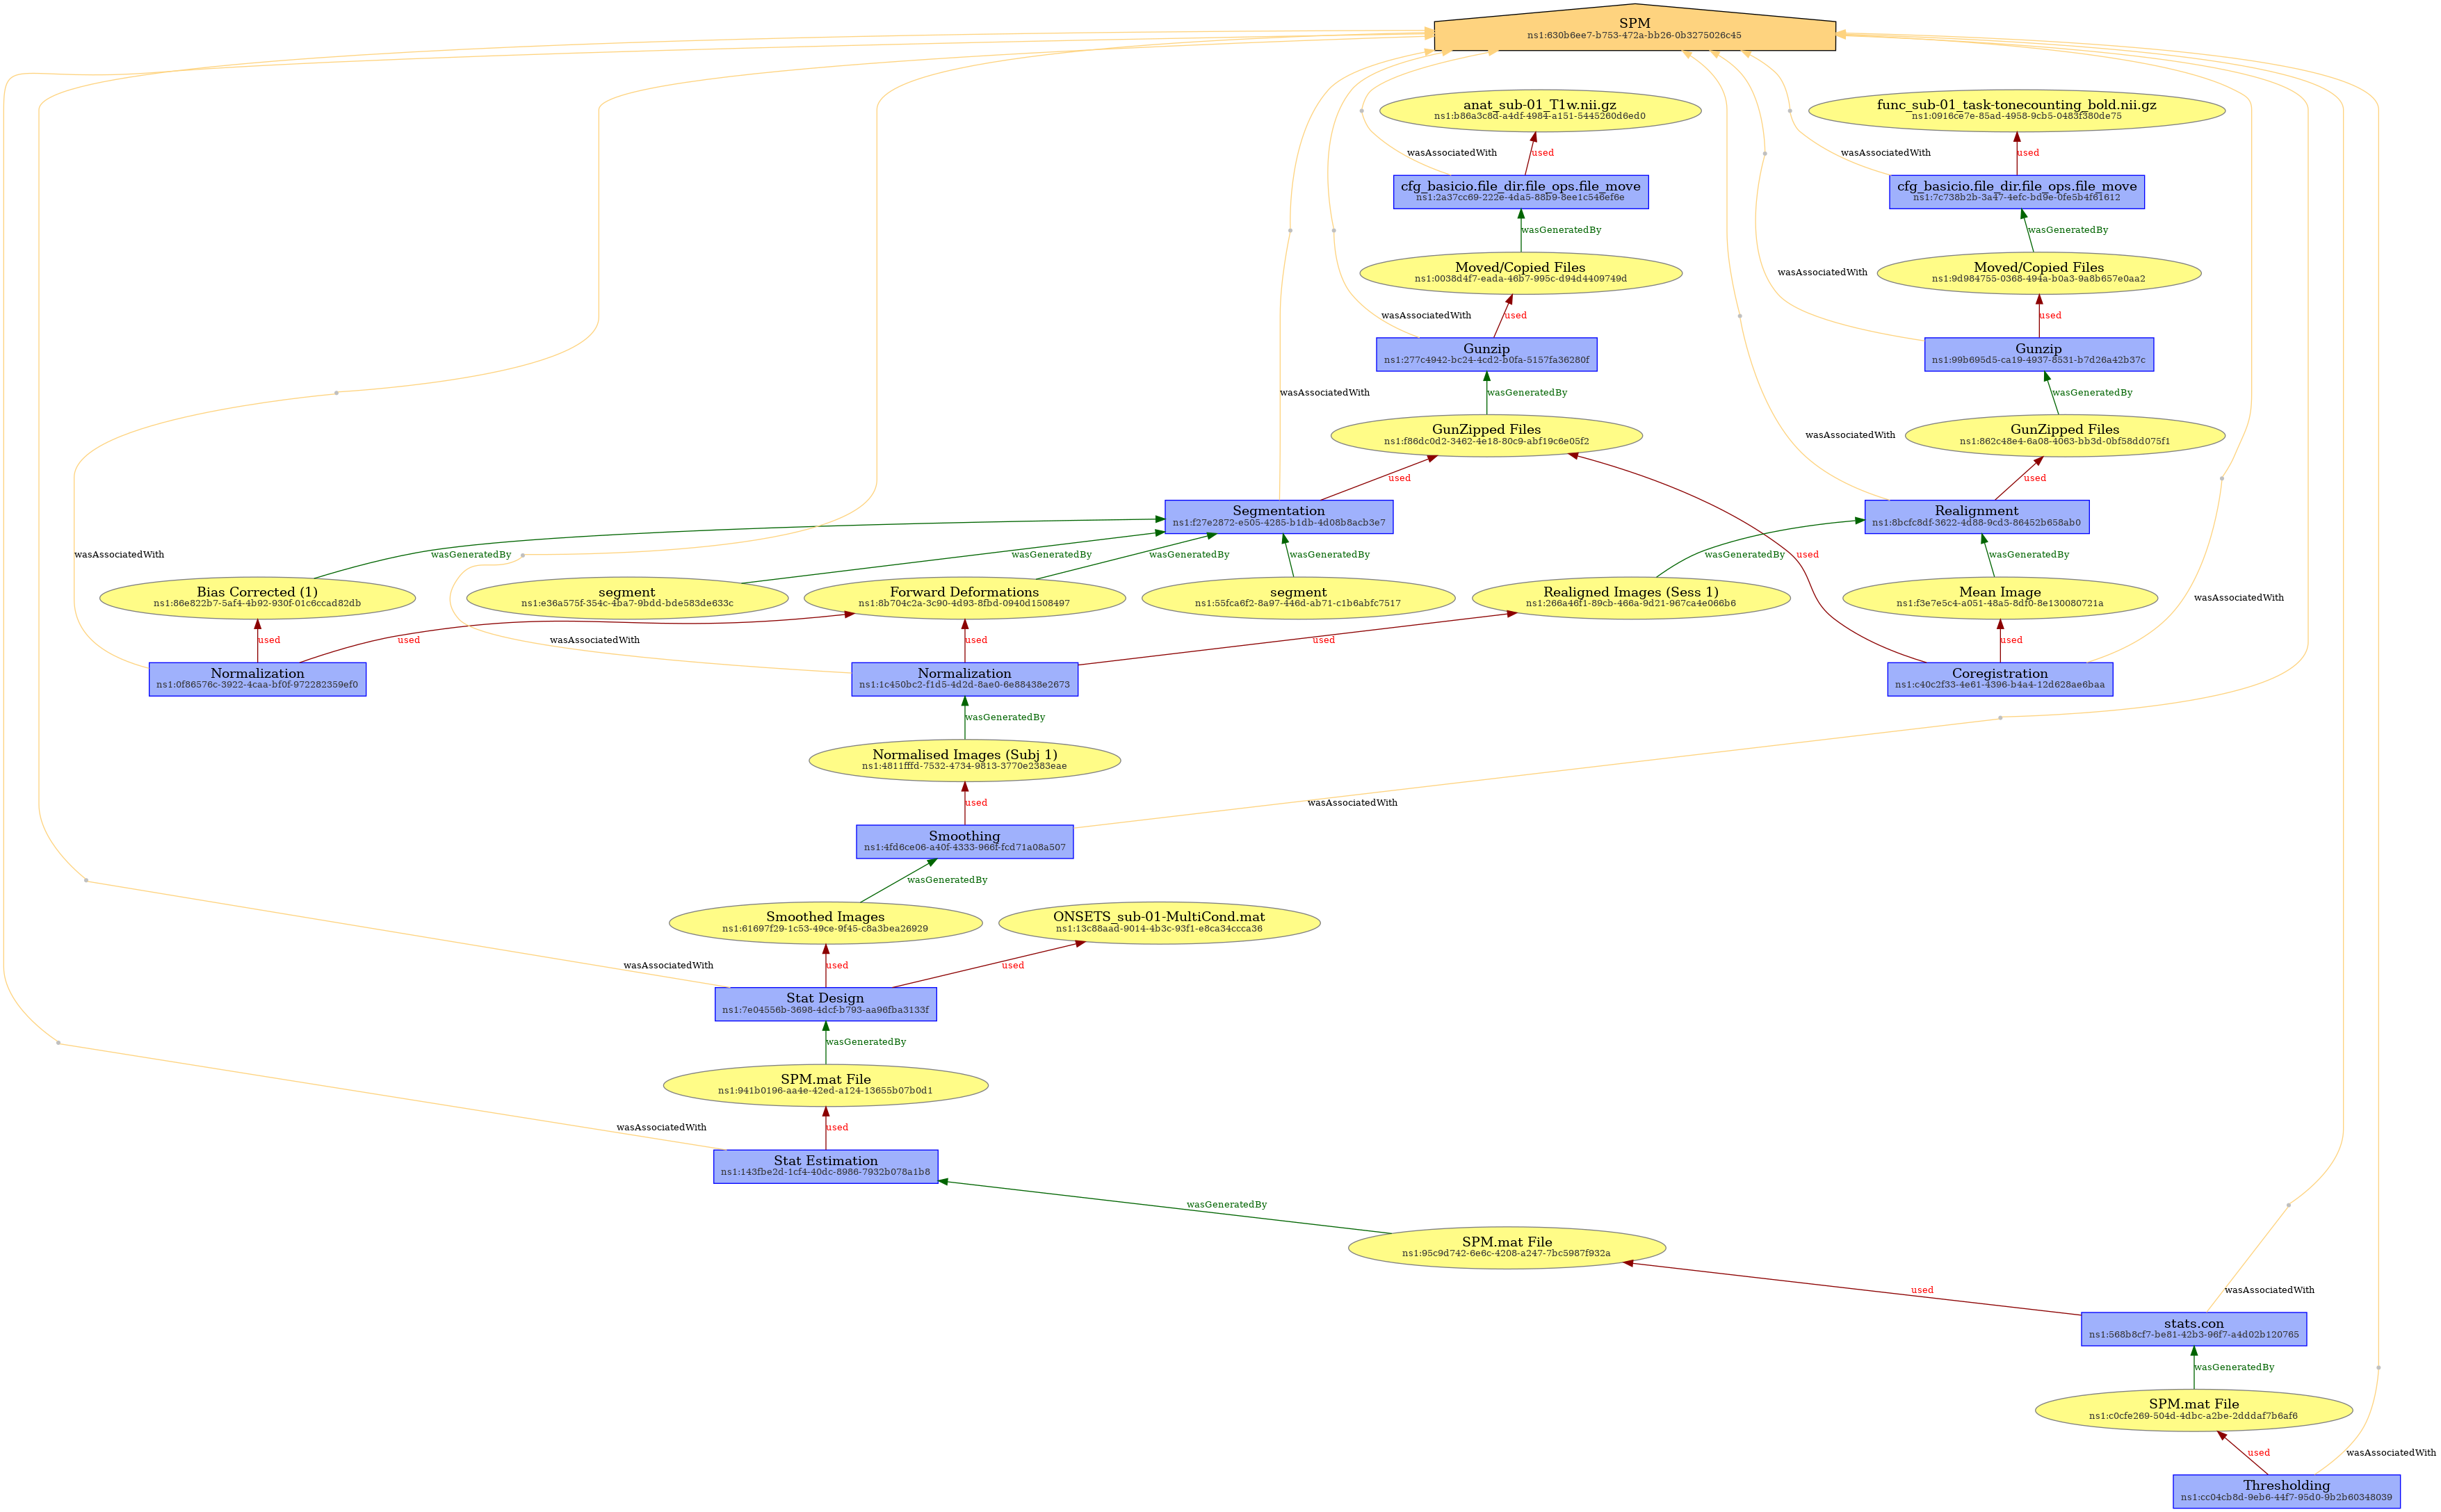 SPM
ns1:630b6ee7-b753-472a-bb26-0b3275026c45
anat_sub-01_T1w.nii.gz
ns1:b86a3c8d-a4df-4984-a151-5445260d6ed0
func_sub-01_task-tonecounting_bold.nii.gz
ns1:0916ce7e-85ad-4958-9cb5-0483f380de75
wasAssociatedWith
used
wasAssociatedWith
used
cfg_basicio.file_dir.file_ops.file_move
ns1:2a37cc69-222e-4da5-88b9-8ee1c546ef6e
cfg_basicio.file_dir.file_ops.file_move
ns1:7c738b2b-3a47-4efc-bd9e-0fe5b4f61612
wasGeneratedBy
wasGeneratedBy
Moved/Copied Files
ns1:0038d4f7-eada-46b7-995c-d94d4409749d
wasAssociatedWith
Moved/Copied Files
ns1:9d984755-0368-494a-b0a3-9a8b657e0aa2
wasAssociatedWith
used
used
Gunzip
ns1:277c4942-bc24-4cd2-b0fa-5157fa36280f
Gunzip
ns1:99b695d5-ca19-4937-8531-b7d26a42b37c
wasAssociatedWith
wasGeneratedBy
wasGeneratedBy
GunZipped Files
ns1:f86dc0d2-3462-4e18-80c9-abf19c6e05f2
wasAssociatedWith
GunZipped Files
ns1:862c48e4-6a08-4063-bb3d-0bf58dd075f1
used
used
Segmentation
ns1:f27e2872-e505-4285-b1db-4d08b8acb3e7
Realignment
ns1:8bcfc8df-3622-4d88-9cd3-86452b658ab0
wasAssociatedWith
wasGeneratedBy
wasGeneratedBy
wasGeneratedBy
wasGeneratedBy
wasGeneratedBy
used
wasGeneratedBy
Bias Corrected (1)
ns1:86e822b7-5af4-4b92-930f-01c6ccad82db
segment
ns1:e36a575f-354c-4ba7-9bdd-bde583de633c
Forward Deformations
ns1:8b704c2a-3c90-4d93-8fbd-0940d1508497
segment
ns1:55fca6f2-8a97-446d-ab71-c1b6abfc7517
Realigned Images (Sess 1)
ns1:266a46f1-89cb-466a-9d21-967ca4e066b6
Mean Image
ns1:f3e7e5c4-a051-48a5-8df0-8e130080721a
wasAssociatedWith
used
used
wasAssociatedWith
used
used
used
Normalization
ns1:0f86576c-3922-4caa-bf0f-972282359ef0
Normalization
ns1:1c450bc2-f1d5-4d2d-8ae0-6e88438e2673
Coregistration
ns1:c40c2f33-4e61-4396-b4a4-12d628ae6baa
wasGeneratedBy
Normalised Images (Subj 1)
ns1:4811fffd-7532-4734-9813-3770e2383eae
used
wasAssociatedWith
Smoothing
ns1:4fd6ce06-a40f-4333-966f-fcd71a08a507
wasGeneratedBy
Smoothed Images
ns1:61697f29-1c53-49ce-9f45-c8a3bea26929
ONSETS_sub-01-MultiCond.mat
ns1:13c88aad-9014-4b3c-93f1-e8ca34ccca36
wasAssociatedWith
used
used
Stat Design
ns1:7e04556b-3698-4dcf-b793-aa96fba3133f
wasGeneratedBy
SPM.mat File
ns1:941b0196-aa4e-42ed-a124-13655b07b0d1
wasAssociatedWith
used
Stat Estimation
ns1:143fbe2d-1cf4-40dc-8986-7932b078a1b8
wasGeneratedBy
SPM.mat File
ns1:95c9d742-6e6c-4208-a247-7bc5987f932a
used
wasAssociatedWith
stats.con
ns1:568b8cf7-be81-42b3-96f7-a4d02b120765
wasGeneratedBy
SPM.mat File
ns1:c0cfe269-504d-4dbc-a2be-2dddaf7b6af6
used
wasAssociatedWith
Thresholding
ns1:cc04cb8d-9eb6-44f7-95d0-9b2b60348039